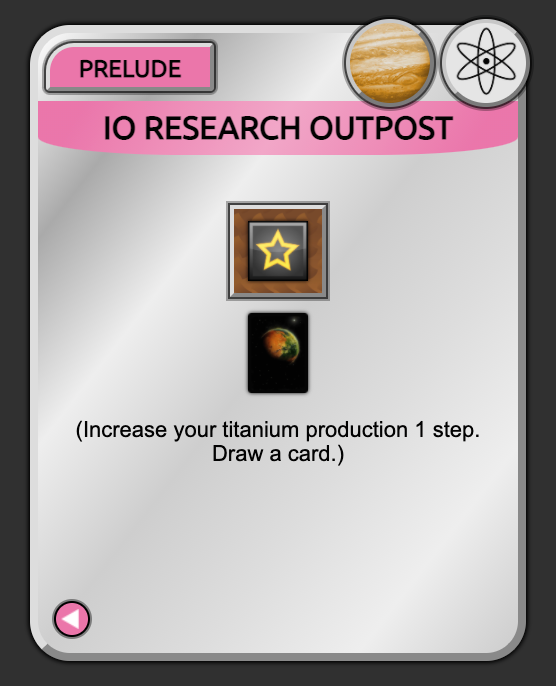 PRELUDE
IO RESEARCH OUTPOST
(Increase your titanium production 1 step.
Draw a card.)